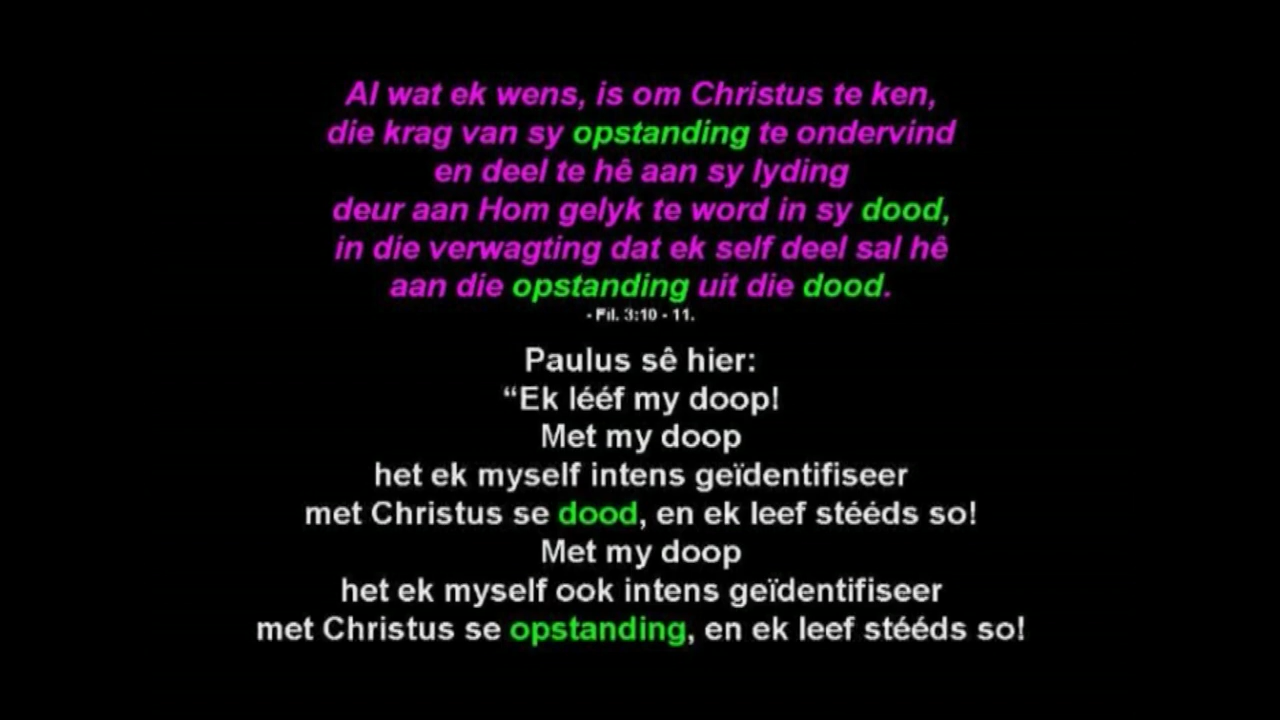 Al wat ek wens, is om Christus te ken,
die krag van sy opstanding te ondervind
en deel te hê aan sy lyding
deur aan Hom gelyk te word in sy dood,
in die verwagting dat ek self deel sal hê
aan die opstanding uit die dood.
- Fil. 3:10 - 11.
Paulus sê hier:
“Ek lééf my doop!
Met my doop
het ek myself intens geïdentifiseer
met Christus se dood, en ek leef stééds so!
Met my doop
het ek myself ook intens geïdentifiseer
met Christus se opstanding, en ek leef stééds so!